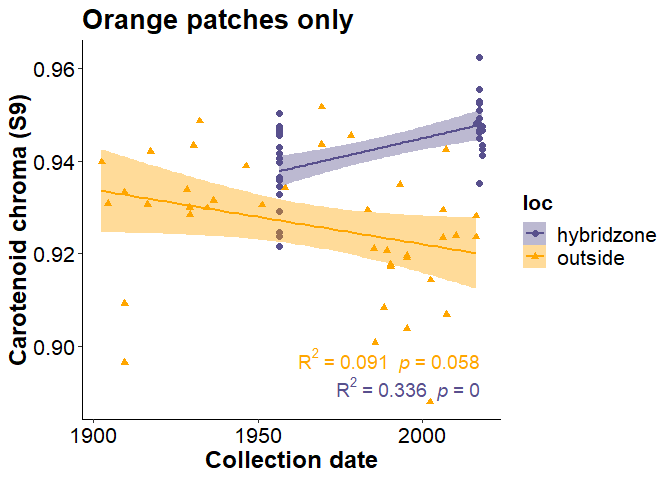 Orange patches only
Carotenoid chroma (S9)
0.96
0.94
0.92
0.90
R² = 0.091 p = 0.058
R² = 0.336 p = 0
1900 1950 2000
Collection date
loc
hybridzone
outside